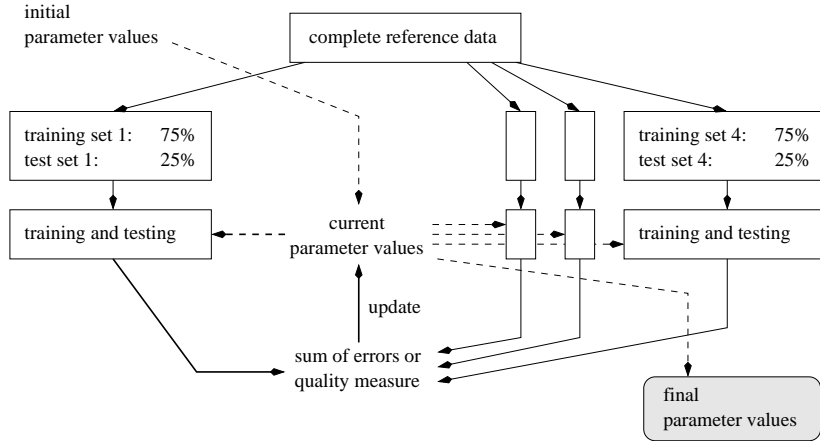 initial
parameter values
complete reference data
training set 1: 75%
test set 1: 25%
training set 4: 75%
test set 4: 25%
training and testing
current
parameter values
training and testing
update
sum of errors or
quality measure
final
parameter values